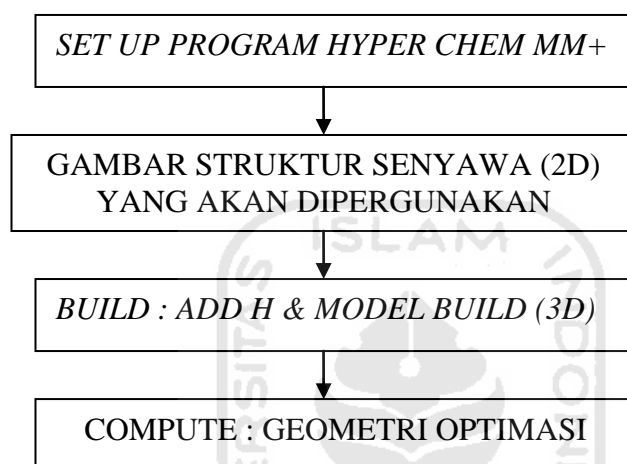 SET UP PROGRAM HYPER CHEM MM+
GAMBAR STRUKTUR SENYAWA (2D)
YANG AKAN DIPERGUNAKAN
ISLAM
BUILD : ADD H & MODEL BUILD (3D)
COMPUTE : GEOMETRI OPTIMASI